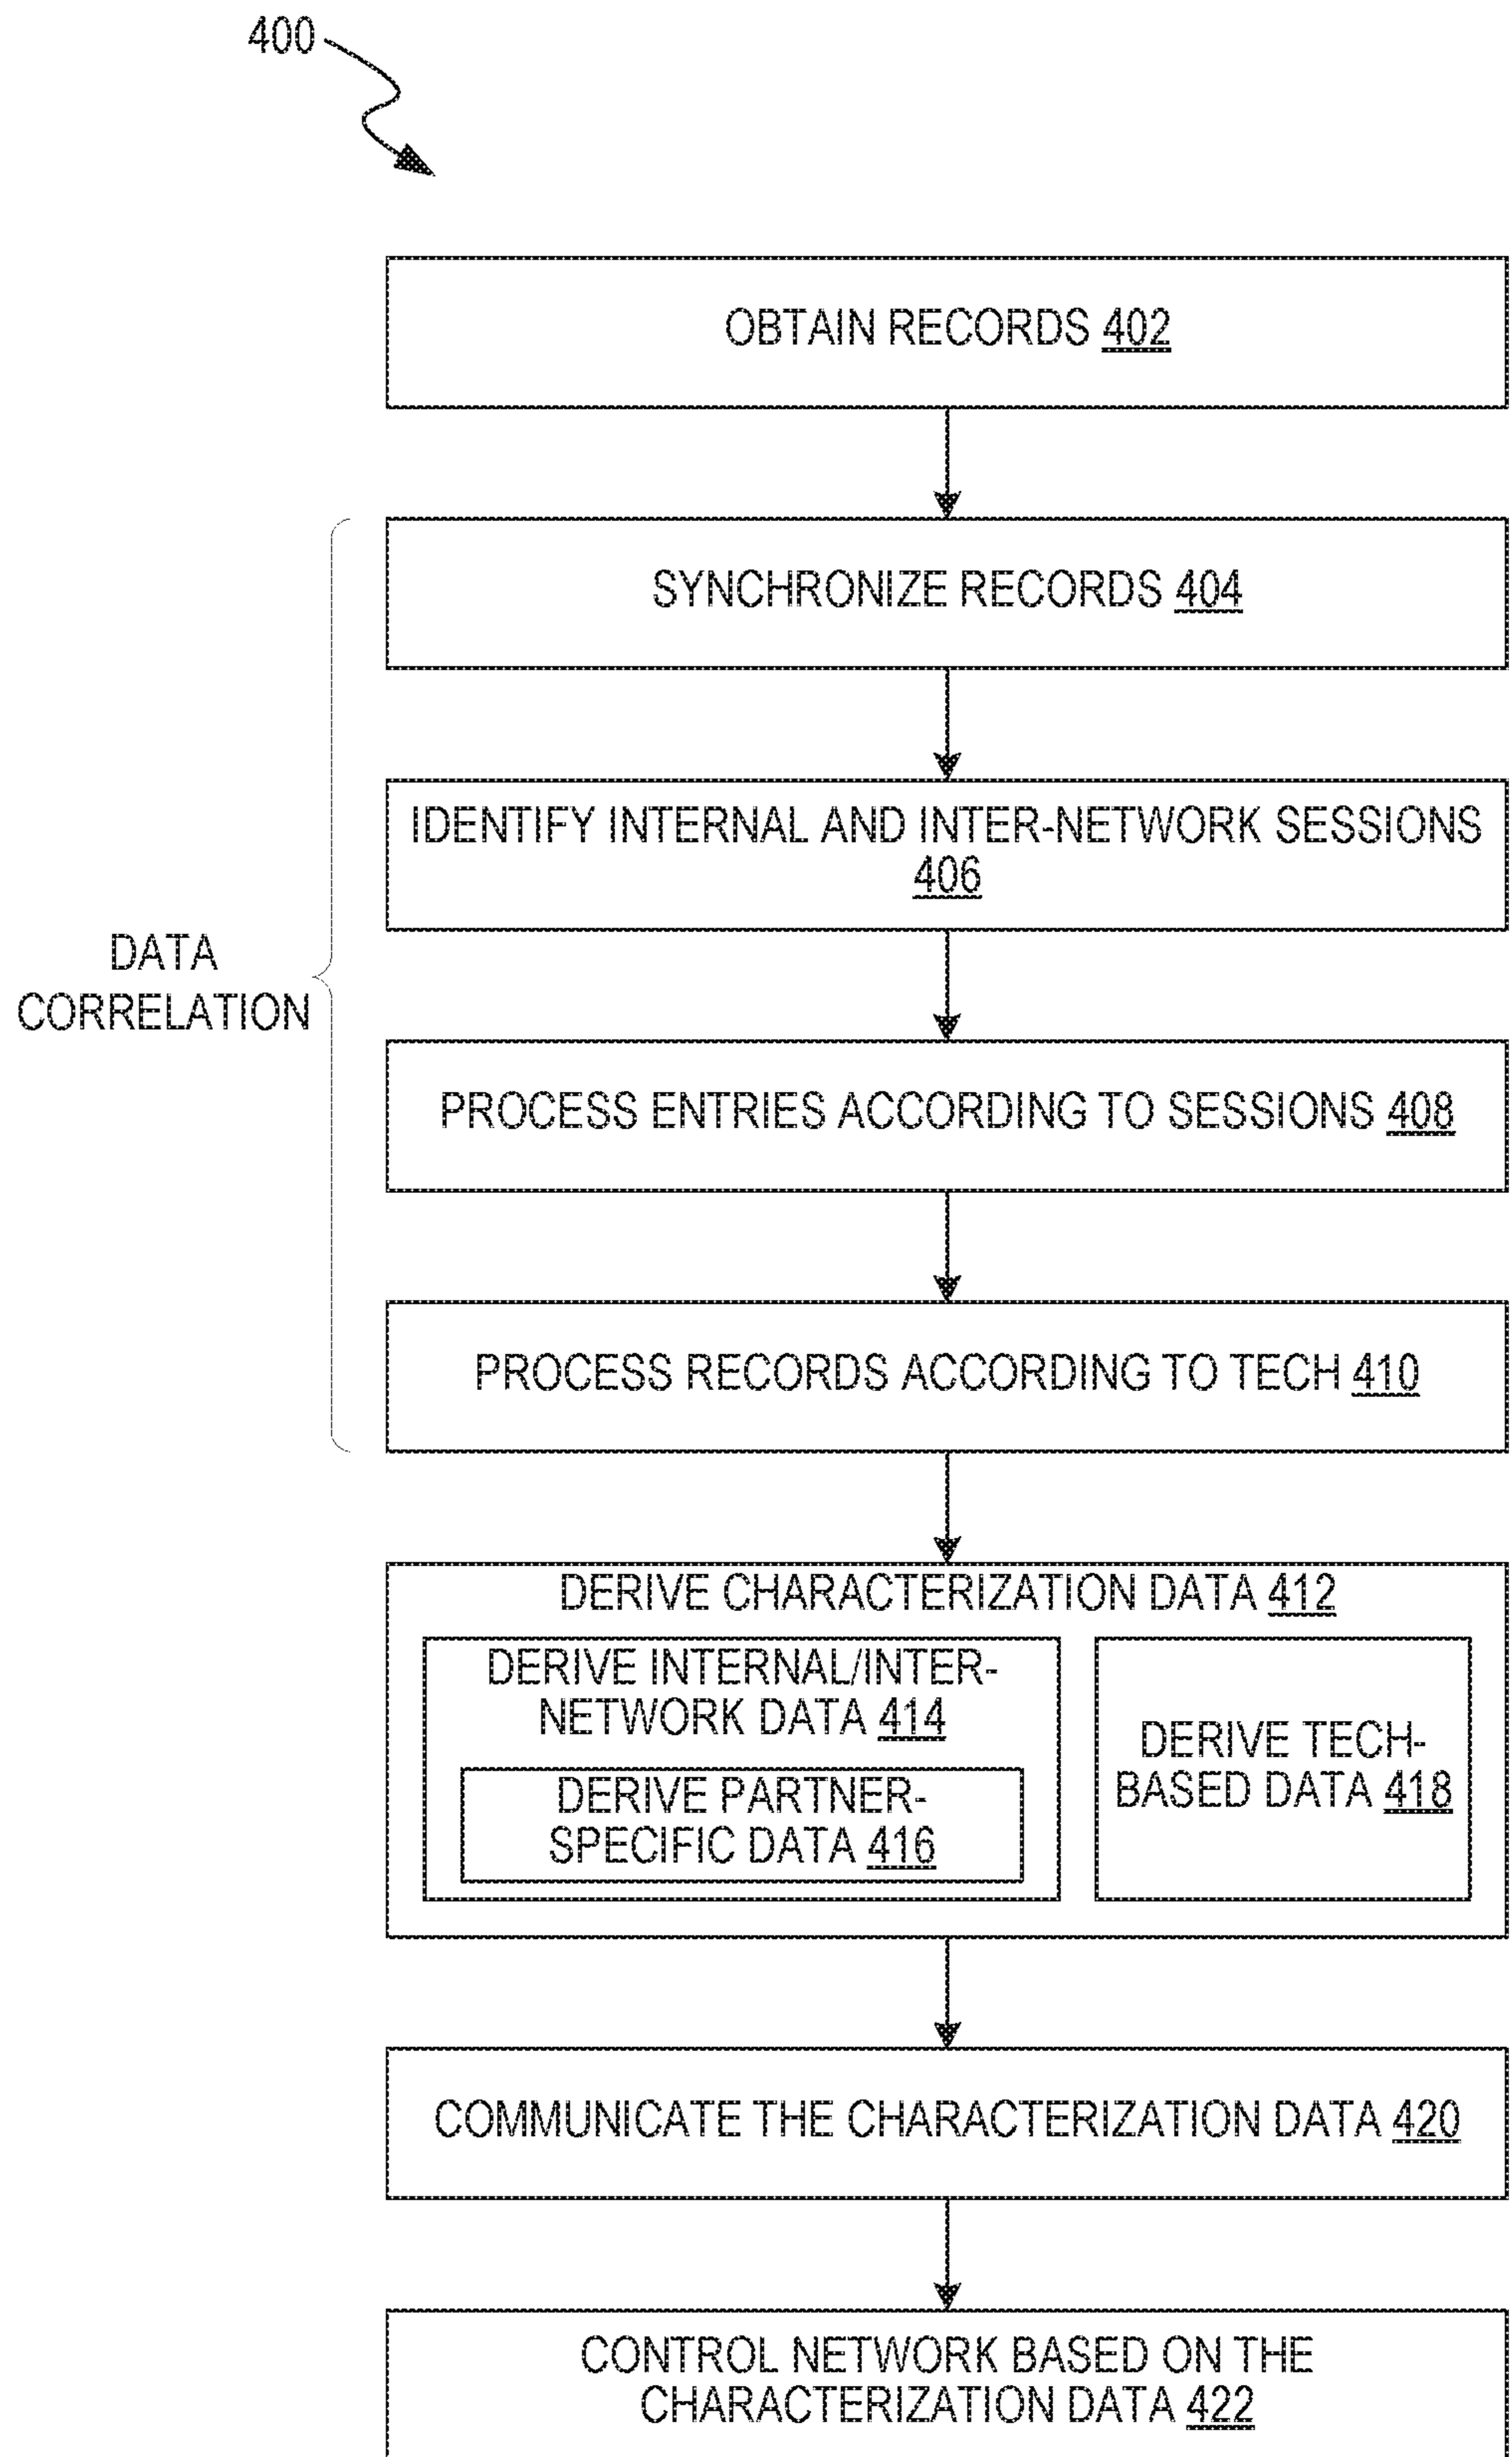 400
OBTAIN RECORDS 402
SYNCHRONIZE RECORDS 404
IDENTIFY INTERNAL AND INTER-NETWORK SESSIONS
406
DATA
CORRELATION
PROCESS ENTRIES ACCORDING TO SESSIONS 408
PROCESS RECORDS ACCORDING TO TECH 410
DERIVE CHARACTERIZATION DATA 412
DERIVE INTERNAL/INTER-
NETWORK DATA 414
DERIVE PARTNER-
SPECIFIC DATA 416
DERIVE TECH-
BASED DATA 418
COMMUNICATE THE CHARACTERIZATION DATA 420
CONTROL NETWORK BASED ON THE
CHARACTERIZATION DATA 422